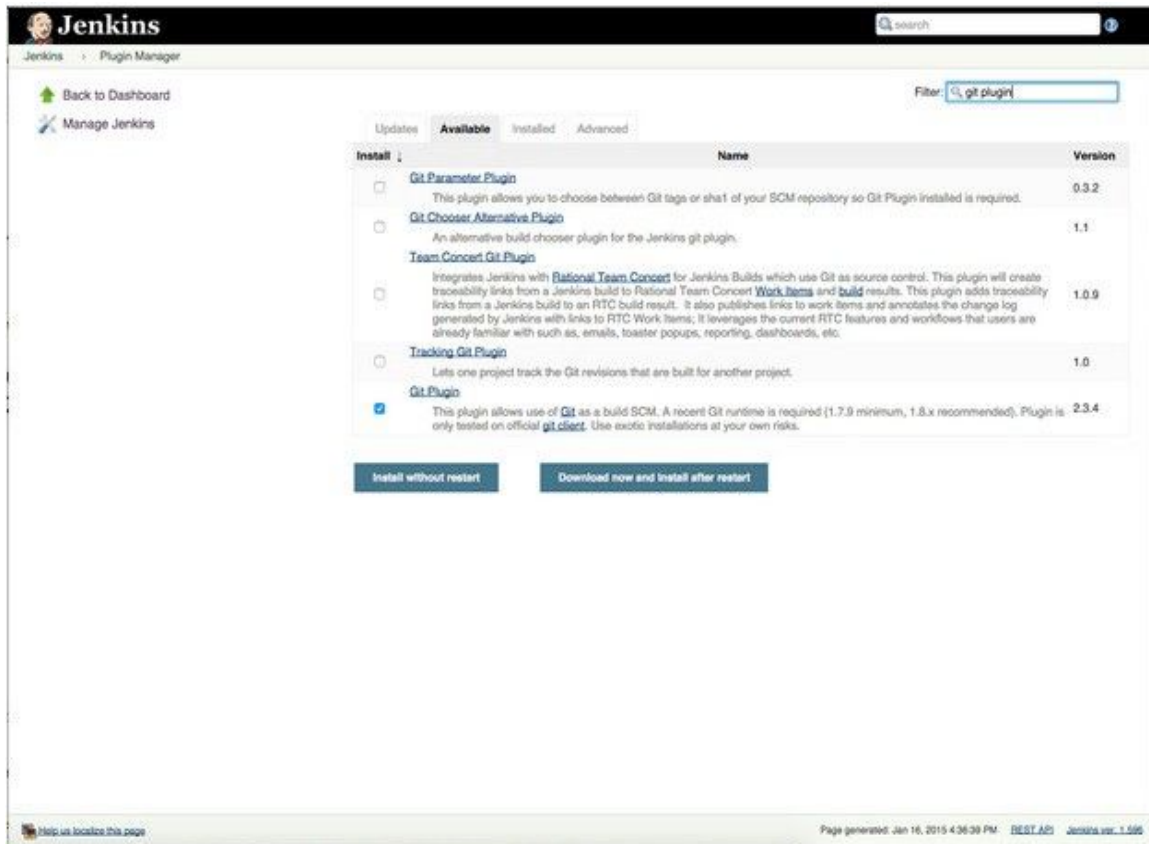 Jenkins
search
Jenkins › Plugin Manager
Back to Dashboard
Manage Jenkins
Filter: git plugin
Updates Available Installed Advanced
Install ↓ Name Version
Git Parameter Plugin
This plugin allows you to choose between Git tags or sha1 of your SCM repository so Git Plugin installed is required.
0.3.2
Git Chooser Alternative Plugin
An alternative build chooser plugin for the Jenkins git plugin.
1.1
Team Concert Git Plugin
Integrates Jenkins with Rational Team Concert for Jenkins Builds which use Git as source control. This plugin will create
traceability links from a Jenkins build to Rational Team Concert Work Items and build results. This plugin adds traceability
links from a Jenkins build to an RTC build result. It also publishes links to work items and annotates the change log
generated by Jenkins with links to RTC Work Items; It leverages the current RTC features and workflows that users are
already familiar with such as, emails, toaster popups, reporting, dashboards, etc.
1.0.9
Tracking Git Plugin
Lets one project track the Git revisions that are built for another project.
1.0
Git Plugin
This plugin allows use of Git as a build SCM. A recent Git runtime is required (1.7.9 minimum, 1.8.x recommended). Plugin is
only tested on official git client. Use exotic installations at your own risks.
2.3.4
Install without restart
Download now and install after restart
Help us localize this page
Page generated: Jan 16, 2015 4:36:39 PM REST API Jenkins ver. 1.596